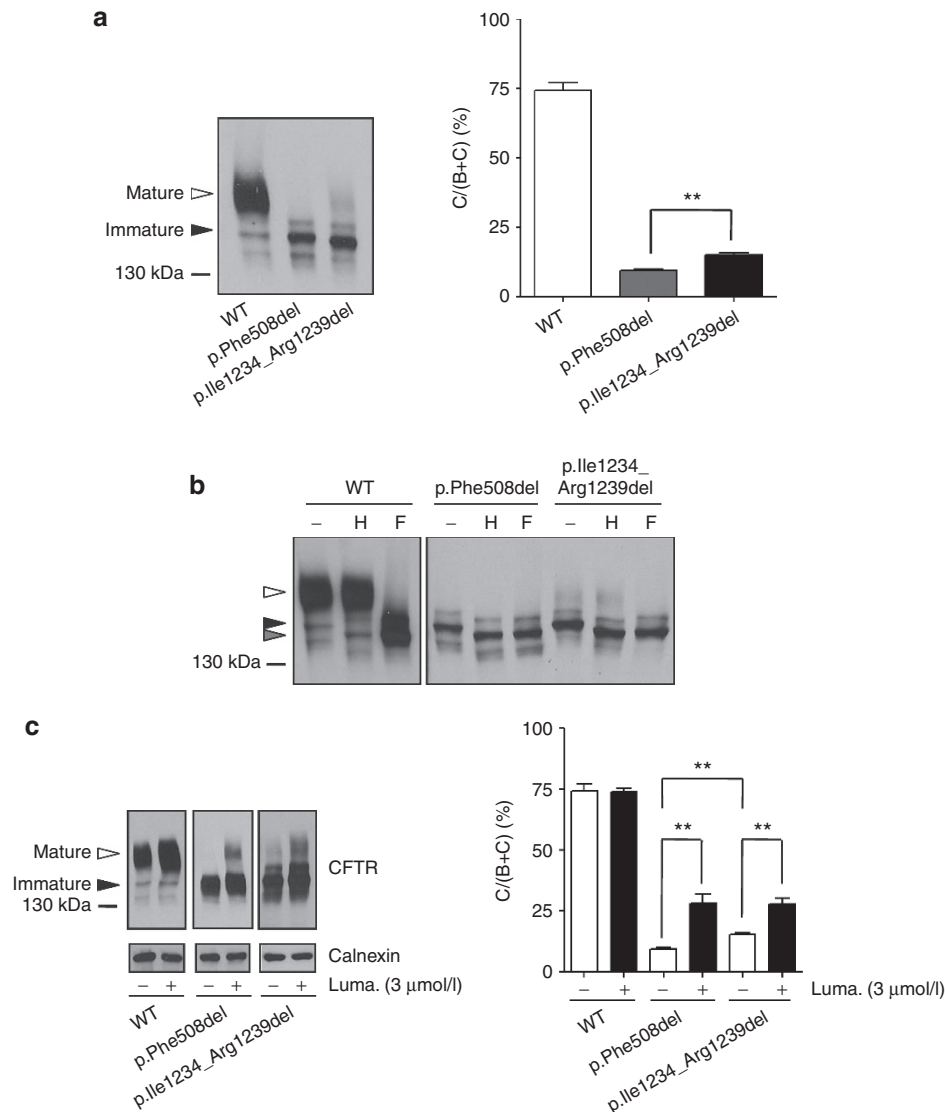 a
100
75
50
25
0
C/(B+C) (%)
**
WT
p.Phe508del
p.Ile1234_Arg1239del
Mature
Immature
130 kDa
WT
p.Phe508del
p.Ile1234_Arg1239del
b
WT
p.Phe508del
p.Ile1234_
Arg1239del
– H F – H F – H F
130 kDa
c
Mature
Immature
130 kDa
CFTR
Calnexin
– + – + – + Luma. (3 μmol/l)
WT
p.Phe508del
p.Ile1234_Arg1239del
100
75
50
25
0
C/(B+C) (%)
**
** **
– + – + – + Luma. (3 μmol/l)
WT
p.Phe508del
p.Ile1234_Arg1239del